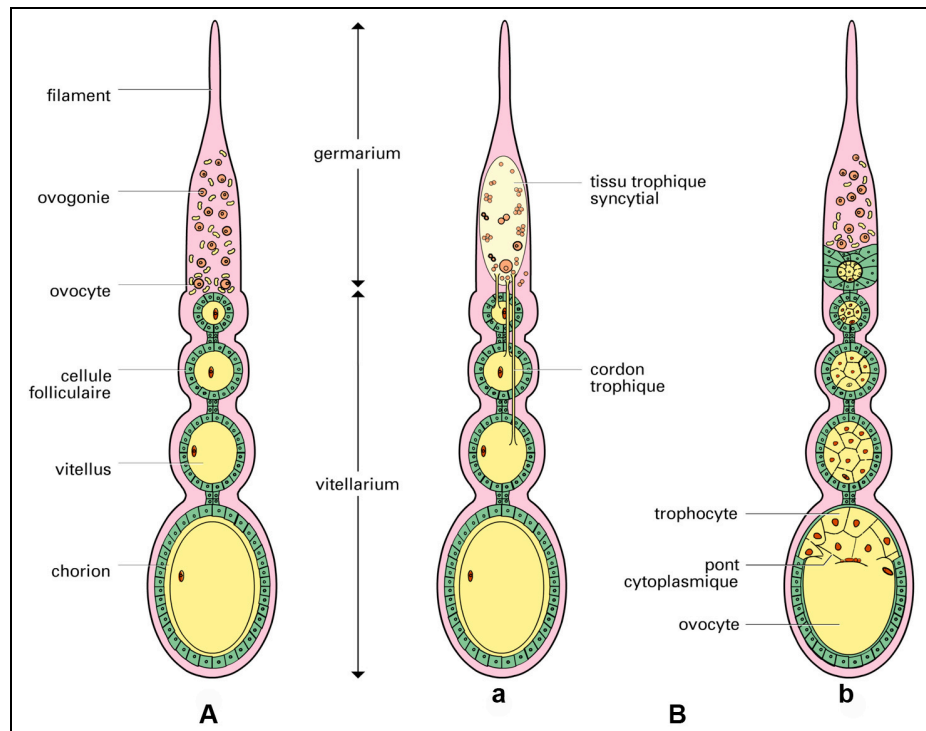 filament
ovogonie
ovocyte
cellule
folliculaire
vitellus
chorion
germarium
vitellarium
tissu trophique
syncytial
cordon
trophique
trophocyte
pont
cytoplasmique
ovocyte
A
a
B
b